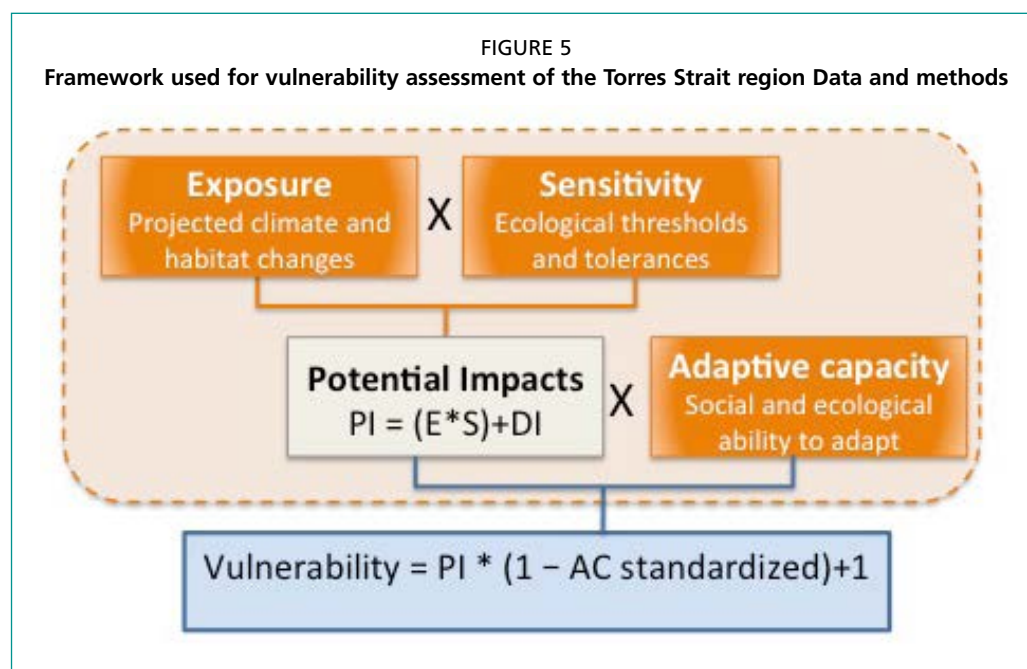 FIGURE 5
Framework used for vulnerability assessment of the Torres Strait region Data and methods
Exposure
Projected climate and
habitat changes
X
Sensitivity
Ecological thresholds
and tolerances
Potential Impacts
PI = (E*S)+DI
X
Adaptive capacity
Social and ecological
ability to adapt
Vulnerability = PI * (1 − AC standardized)+1